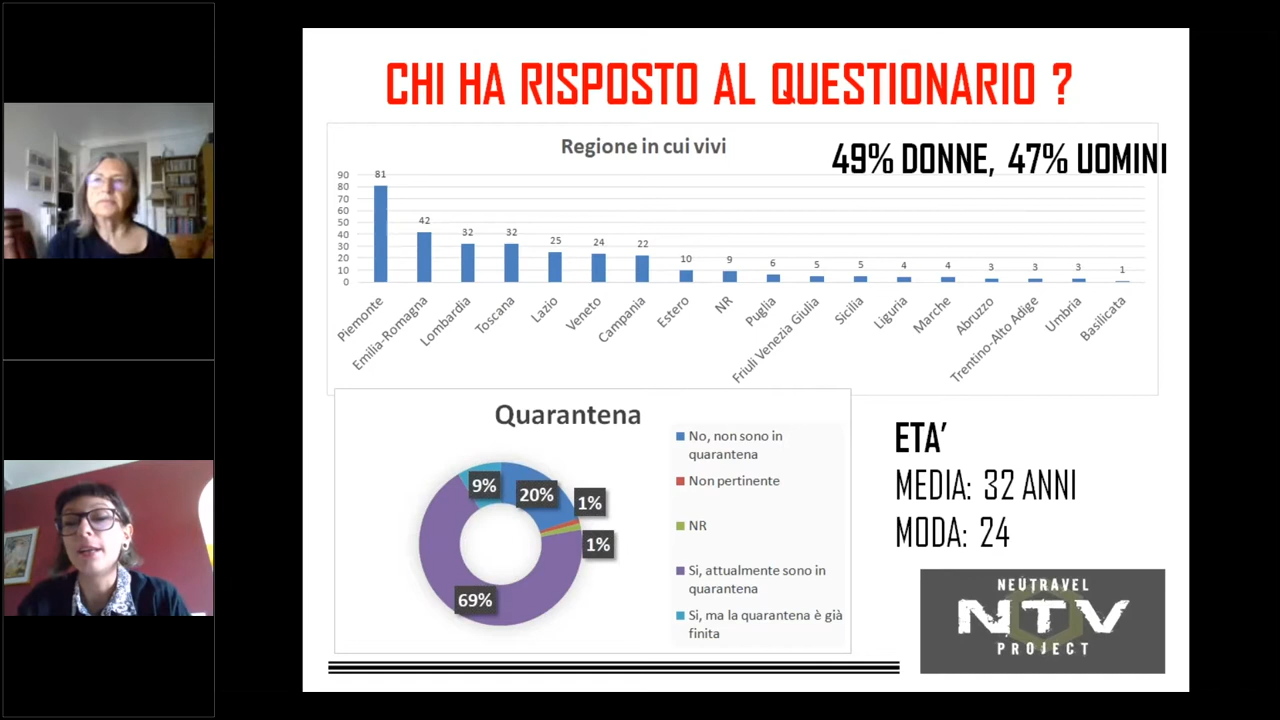 CHI HA RISPOSTO AL QUESTIONARIO ?
Regione in cui vivi
49% DONNE, 47% UOMINI
90
80
70
60
50
40
30
20
10
0
81
42
32
32
25
24
22
10
9
6
5
5
4
4
3
3
3
1
Piemonte
Emilia-Romagna
Lombardia
Toscana
Lazio
Veneto
Campania
Estero
NR
Puglia
Friuli Venezia Giulia
Sicilia
Liguria
Marche
Abruzzo
Trentino-Alto Adige
Umbria
Basilicata
Quarantena
9%
20%
1%
1%
69%
No, non sono in
quarantena
Non pertinente
NR
Si, attualmente sono in
quarantena
Si, ma la quarantena è già
finita
ETA’
MEDIA: 32 ANNI
MODA: 24
NEUTRAVEL
NTV
PROJECT